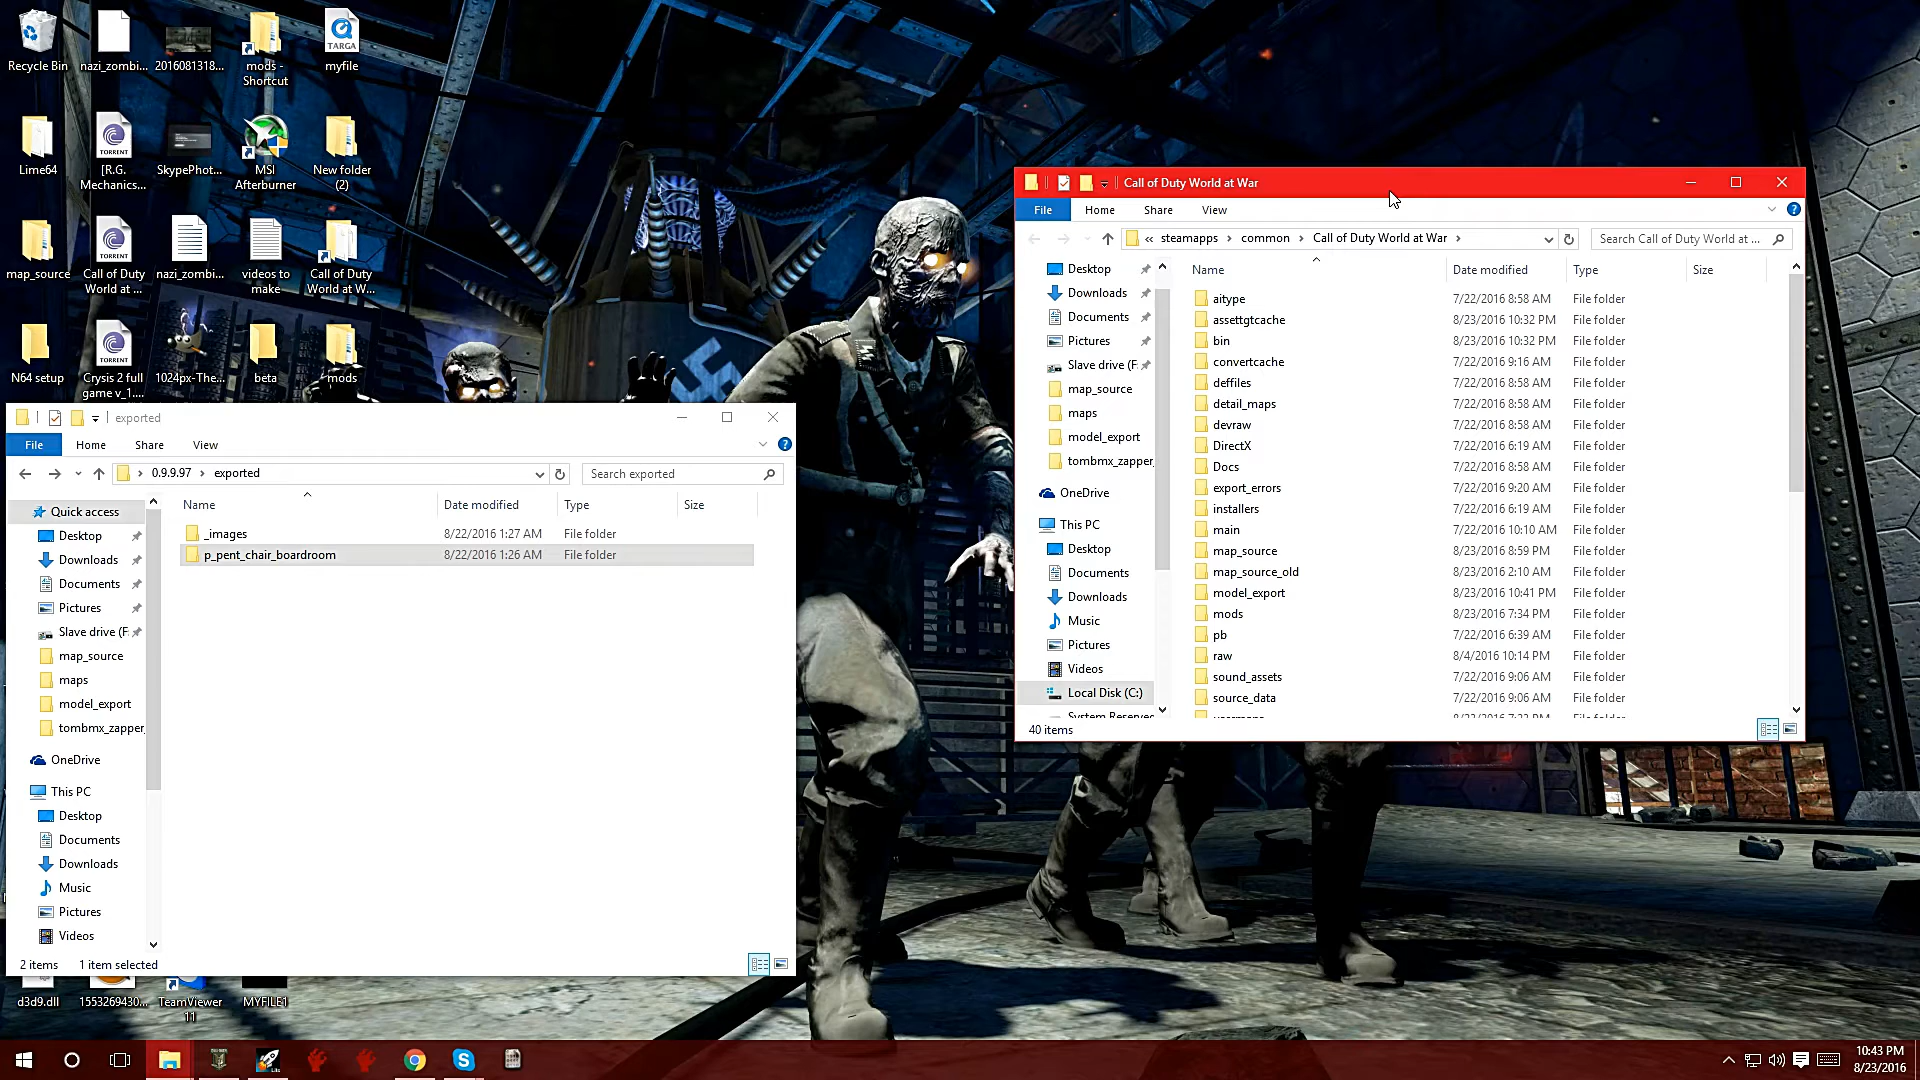 Recycle Bin
nazi_zombi...
2016081318...
mods -
Shortcut
TARGA
myfile
Lime64
TORRENT
[R.G.
Mechanics...
SkypePhot...
MSI
Afterburner
New folder
(2)
map_source
TORRENT
Call of Duty
World at ...
nazi_zombi...
videos to
make
Call of Duty
World at W...
N64 setup
TORRENT
Crysis 2 full
game v_1....
1024px-The...
beta
mods
exported
File
Home
Share
View
0.9.9.97
exported
Search exported
Name
Date modified
Type
Size
Quick access
Desktop
Downloads
Documents
Pictures
Slave drive (F:
map_source
maps
model_export
tombmx_zapper_
OneDrive
This PC
Desktop
Documents
Downloads
Music
Pictures
Videos
_images 8/22/2016 1:27 AM File folder
p_pent_chair_boardroom 8/22/2016 1:26 AM File folder
2 items 1 item selected
d3d9.dll
1553269430...
TeamViewer
11
MYFILE1
Call of Duty World at War
File
Home
Share
View
« steamapps
common
Call of Duty World at War
Search Call of Duty World at ...
Name
Date modified
Type
Size
Desktop
Downloads
Documents
Pictures
Slave drive (F:
map_source
maps
model_export
tombmx_zapper_
OneDrive
This PC
Desktop
Documents
Downloads
Music
Pictures
Videos
Local Disk (C:)
System Reserved
aitype 7/22/2016 8:58 AM File folder
assettgtcache 8/23/2016 10:32 PM File folder
bin 8/23/2016 10:32 PM File folder
convertcache 7/22/2016 9:16 AM File folder
deffiles 7/22/2016 8:58 AM File folder
detail_maps 7/22/2016 8:58 AM File folder
devraw 7/22/2016 8:58 AM File folder
DirectX 7/22/2016 6:19 AM File folder
Docs 7/22/2016 8:58 AM File folder
export_errors 7/22/2016 9:20 AM File folder
installers 7/22/2016 6:19 AM File folder
main 7/22/2016 10:10 AM File folder
map_source 8/23/2016 8:59 PM File folder
map_source_old 8/23/2016 2:10 AM File folder
model_export 8/23/2016 10:41 PM File folder
mods 8/23/2016 7:34 PM File folder
pb 7/22/2016 6:39 AM File folder
raw 8/4/2016 10:14 PM File folder
sound_assets 7/22/2016 9:06 AM File folder
source_data 7/22/2016 9:06 AM File folder
40 items
10:43 PM
8/23/2016